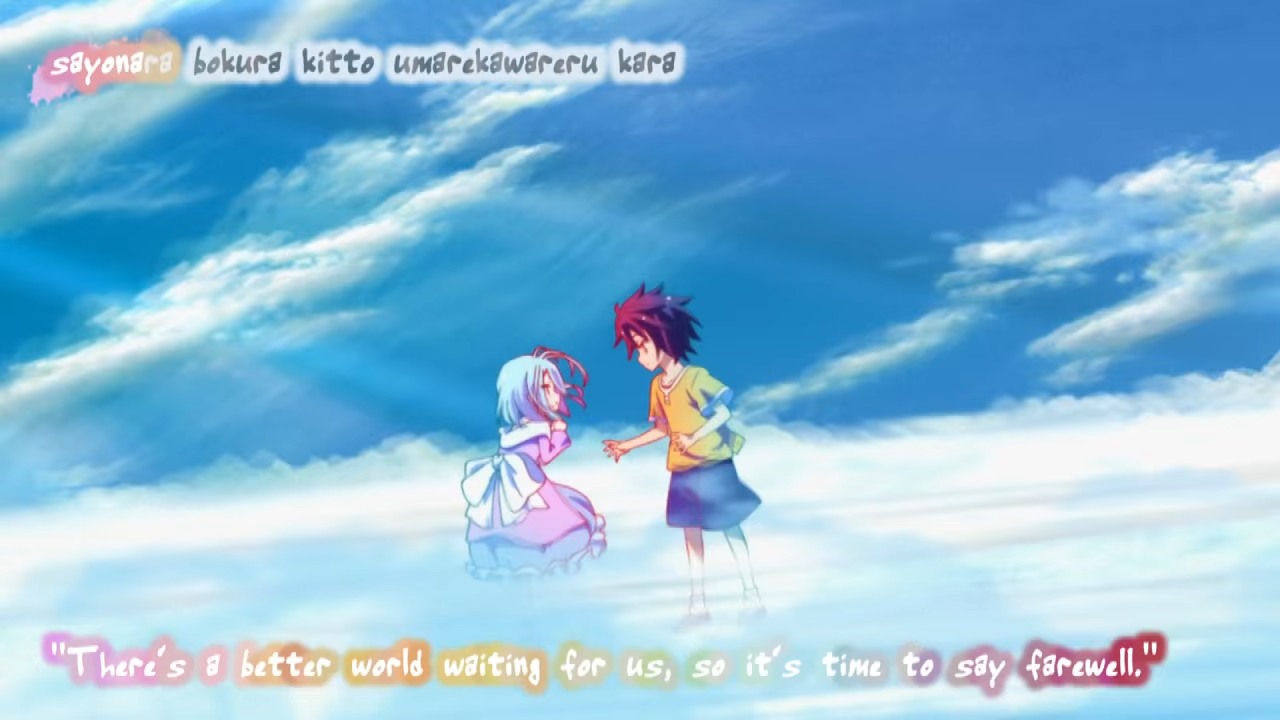 sayonara bokura kitto umarekawareru kara
"There's a better world waiting for us, so it's time to say farewell."